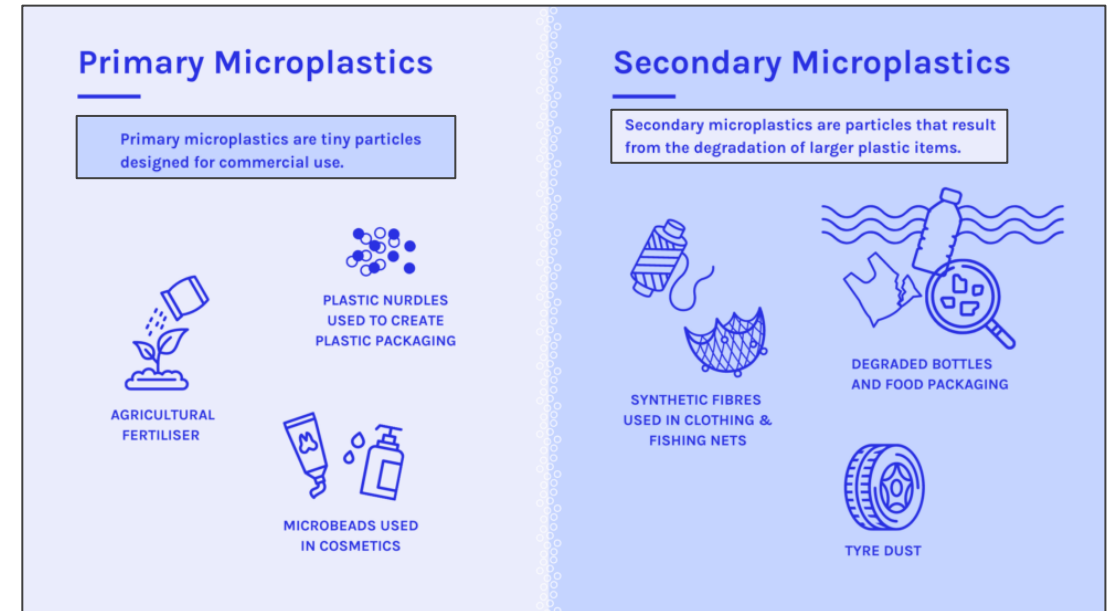 Primary Microplastics
Primary microplastics are tiny particles
designed for commercial use.
PLASTIC NURDLES
USED TO CREATE
PLASTIC PACKAGING
AGRICULTURAL
FERTILISER
MICROBEADS USED
IN COSMETICS
Secondary Microplastics
Secondary microplastics are particles that result
from the degradation of larger plastic items.
SYNTHETIC FIBRES
USED IN CLOTHING &
FISHING NETS
DEGRADED BOTTLES
AND FOOD PACKAGING
TYRE DUST